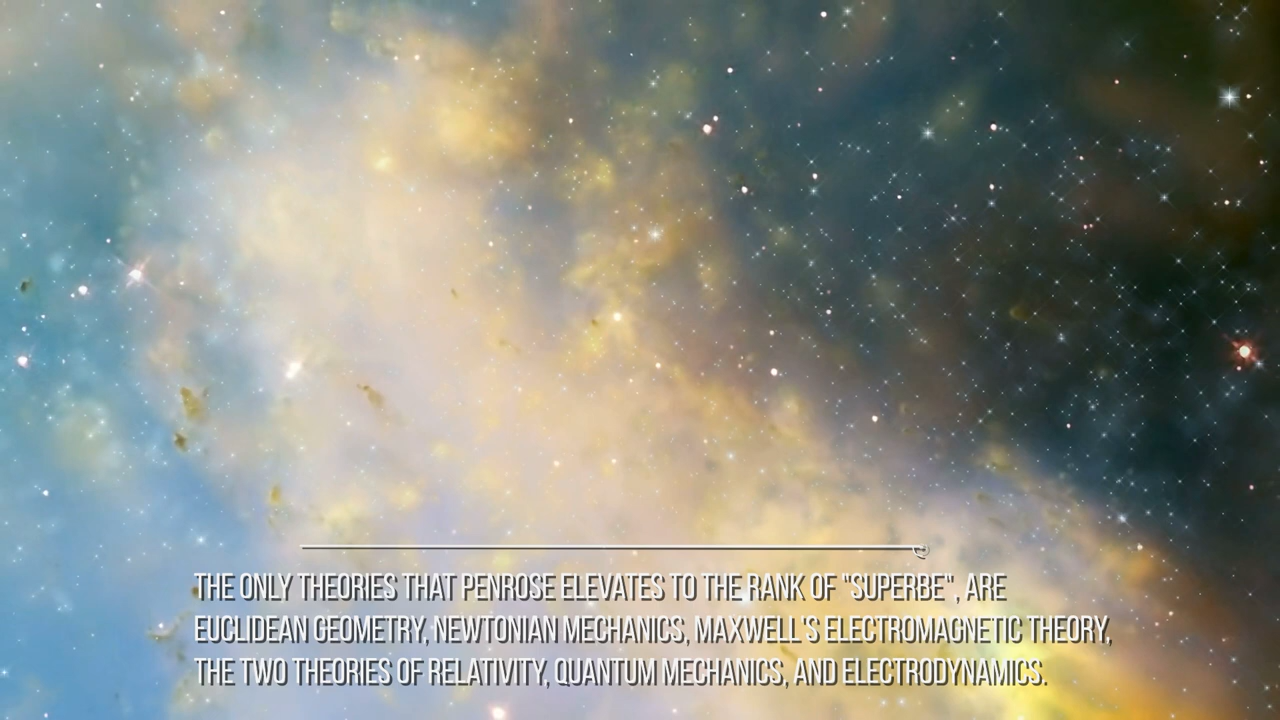 THE ONLY THEORIES THAT PENROSE ELEVATES TO THE RANK OF "SUPERBE", ARE
EUCLIDEAN GEOMETRY, NEWTONIAN MECHANICS, MAXWELL'S ELECTROMAGNETIC THEORY,
THE TWO THEORIES OF RELATIVITY, QUANTUM MECHANICS, AND ELECTRODYNAMICS.